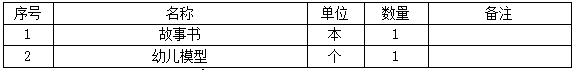 序号 名称 单位 数量 备注
1 故事书 本 1
2 幼儿模型 个 1